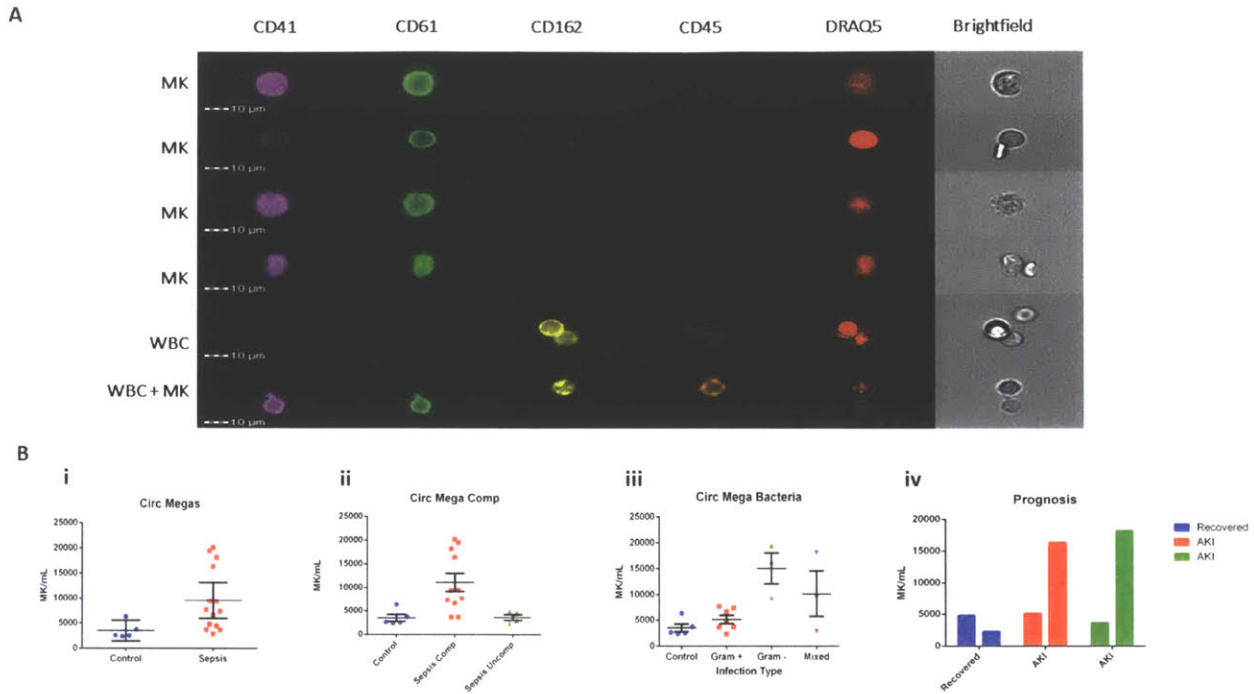 A
CD41 CD61 CD162 CD45 DRAQ5 Brightfield
MK
10 µm
MK
10 µm
MK
10 µm
MK
10 µm
WBC
10 µm
WBC + MK
10 µm
B
i
Circ Megas
MK/mL
25000
20000
15000
10000
5000
0
Control Sepsis
ii
Circ Mega Comp
MK/mL
25000
20000
15000
10000
5000
0
Control Sepsis Comp Sepsis Uncomp
iii
Circ Mega Bacteria
MK/mL
25000
20000
15000
10000
5000
0
Control Gram + Gram - Mixed
Infection Type
iv
Prognosis
MK/mL
20000
15000
10000
5000
0
Recovered AKI AKI
Recovered
AKI
AKI